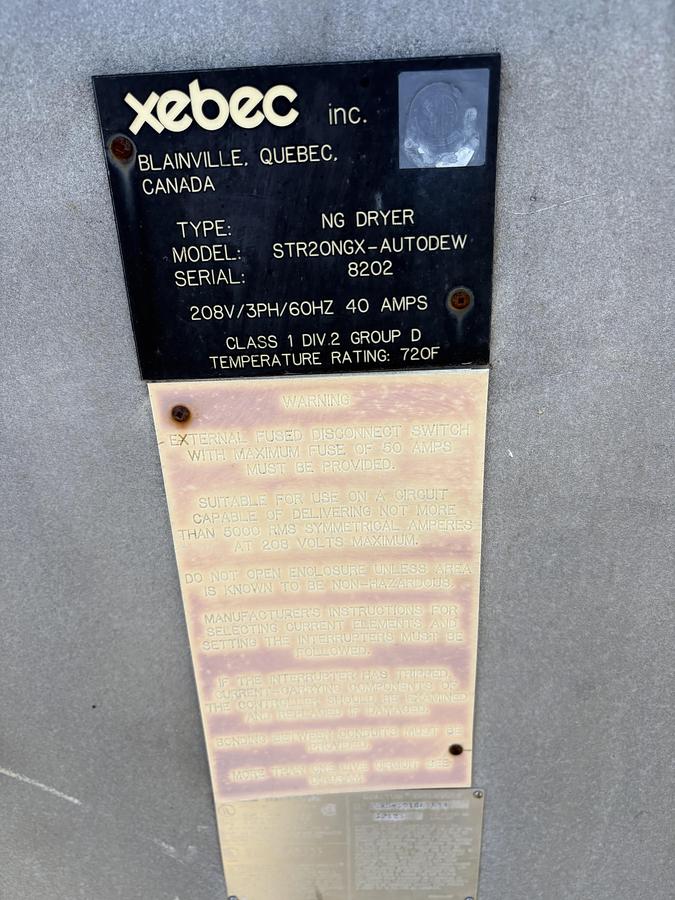 xebec inc.
BLAINVILLE, QUEBEC,
CANADA
TYPE: NG DRYER
MODEL: STR20NGX-AUTODEW
SERIAL: 8202
208V/3PH/60HZ 40 AMPS
CLASS 1 DIV.2 GROUP D
TEMPERATURE RATING: 720F
WARNING
EXTERNAL FUSED DISCONNECT SWITCH
WITH MAXIMUM FUSE OF 50 AMPS
MUST BE PROVIDED.
SUITABLE FOR USE ON A CIRCUIT
CAPABLE OF DELIVERING NOT MORE
THAN 5000 RMS SYMMETRICAL AMPERES
AT 208 VOLTS MAXIMUM.
DO NOT OPEN ENCLOSURE UNLESS AREA
IS KNOWN TO BE NON-HAZARDOUS.
MANUFACTURER'S INSTRUCTIONS FOR
SELECTING CURRENT ELEMENTS AND
SETTING THE INTERRUPTERS MUST BE
FOLLOWED.
IF THE INTERRUPTER HAS TRIPPED,
CURRENT-CARRYING COMPONENTS OF
THE CONTROLLER SHOULD BE EXAMINED
AND REPLACED IF DAMAGED.
BONDING BETWEEN CONDUITS MUST BE
PROVIDED.
MORE THAN ONE LIVE CIRCUIT SEE
DIAGRAM.